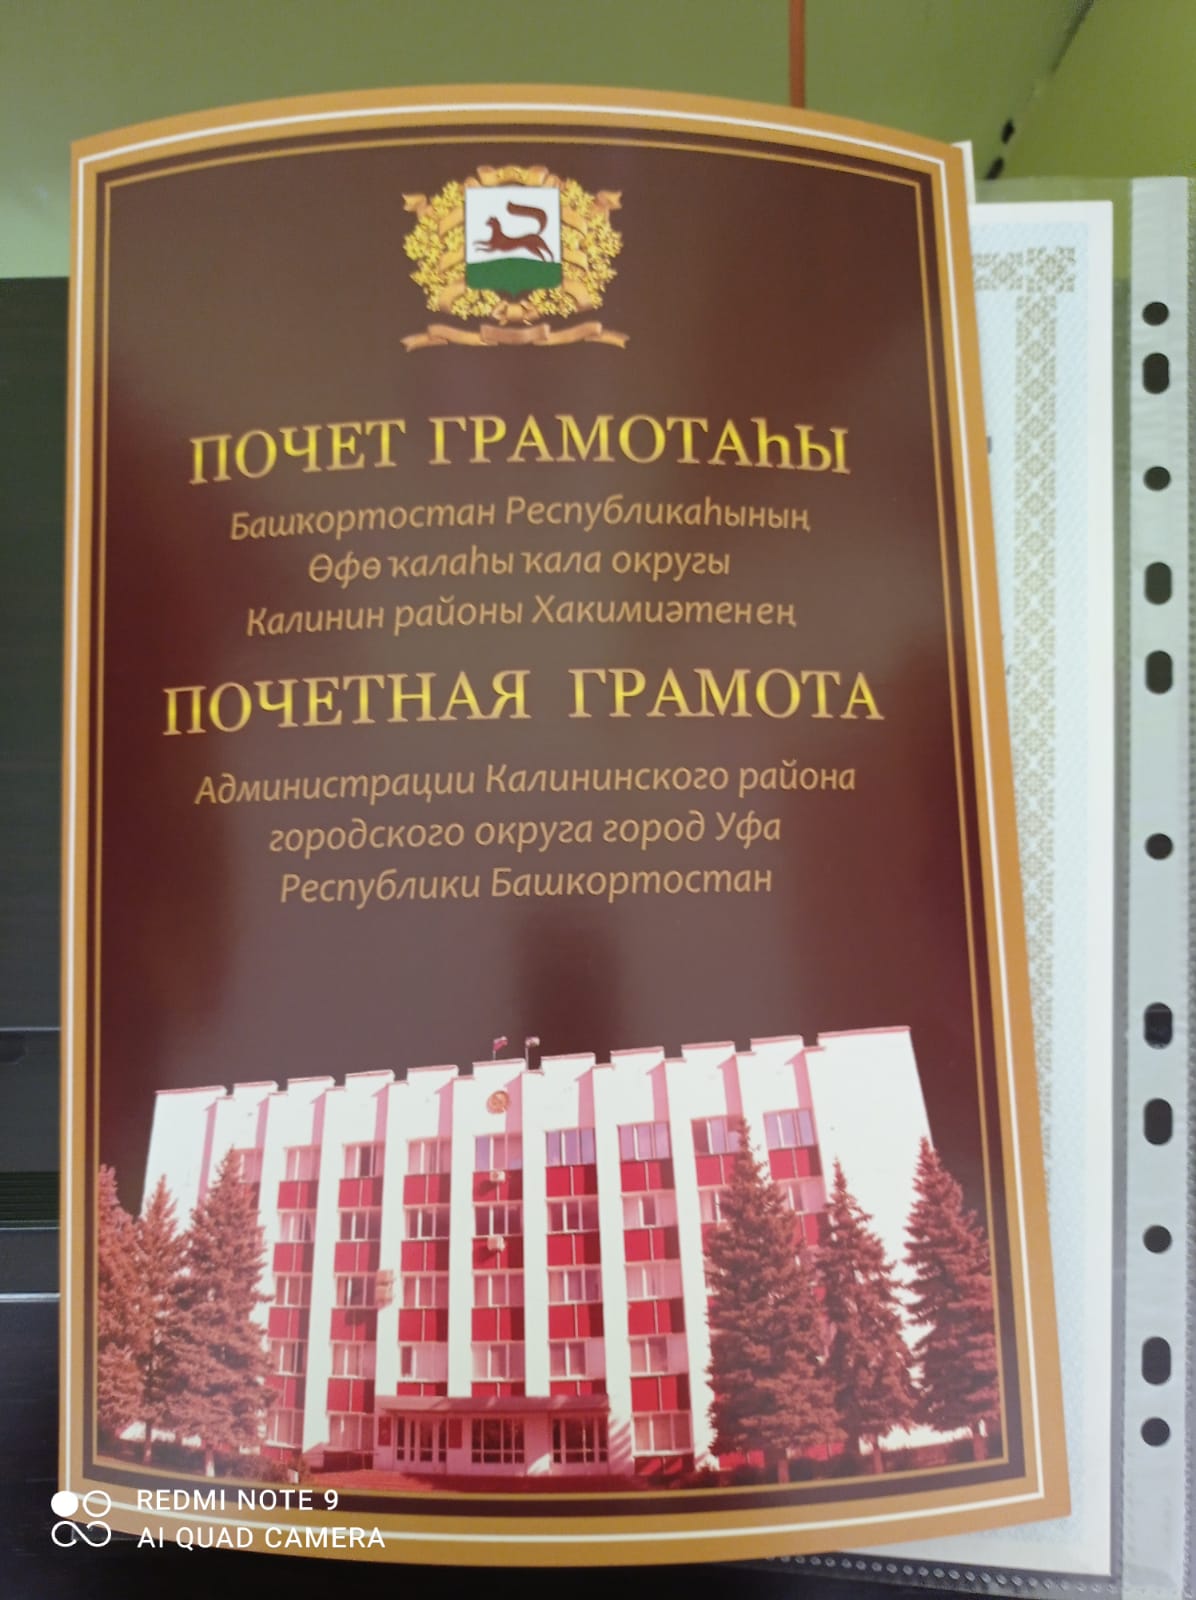 ПОЧЕТ ГРАМОТАҺЫ
Башкортостан Республикаһының
Өфө ҡалаһы ҡала округы
Калинин районы Хакимиәтенең
ПОЧЕТНАЯ ГРАМОТА
Администрации Калининского района
городского округа город Уфа
Республики Башкортостан
REDMI NOTE 9
AI QUAD CAMERA